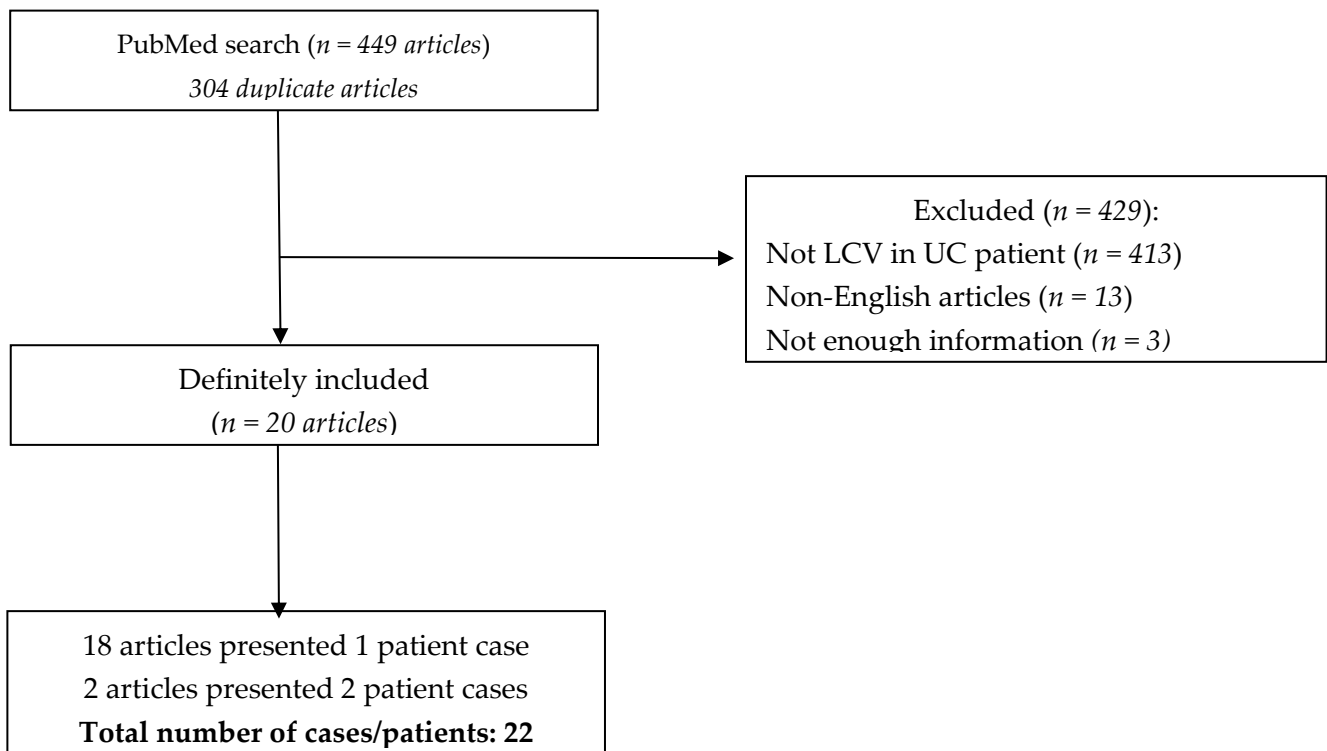 PubMed search (n = 449 articles)
304 duplicate articles
Excluded (n = 429):
Not LCV in UC patient (n = 413)
Non-English articles (n = 13)
Not enough information (n = 3)
Definitely included
(n = 20 articles)
18 articles presented 1 patient case
2 articles presented 2 patient cases
Total number of cases/patients: 22